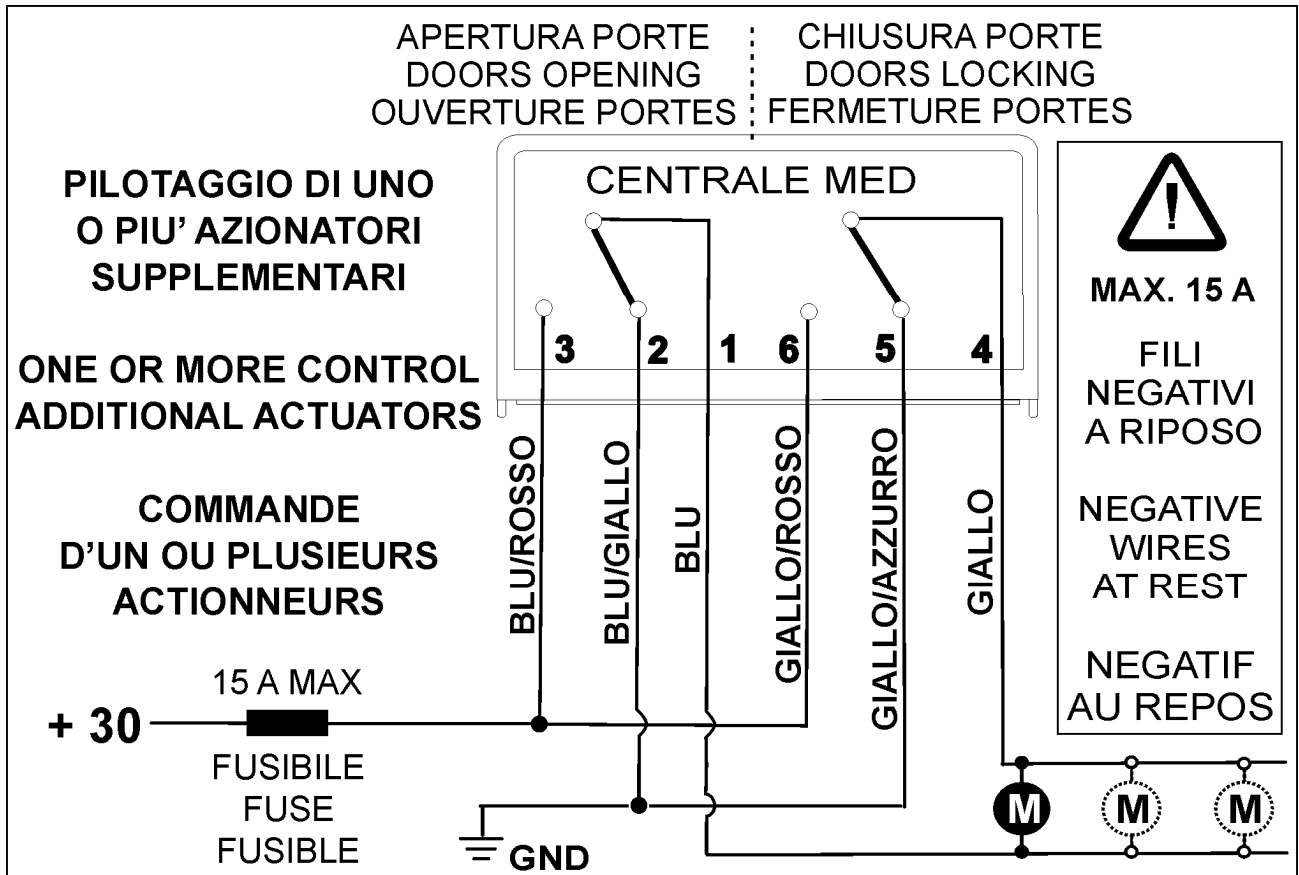 APERTURA PORTE
DOORS OPENING
OUVERTURE PORTES
CHIUSURA PORTE
DOORS LOCKING
FERMETURE PORTES
PILOTAGGIO DI UNO
O PIU' AZIONATORI
SUPPLEMENTARI
ONE OR MORE CONTROL
ADDITIONAL ACTUATORS
COMMANDE
D'UN OU PLUSIEURS
ACTIONNEURS
CENTRALE MED
3 2 1 6 5 4
BLU/ROSSO
BLU/GIALLO
BLU
GIALLO/ROSSO
GIALLO/AZZURRO
GIALLO
!
MAX. 15 A
FILI
NEGATIVI
A RIPOSO
NEGATIVE
WIRES
AT REST
NEGATIF
AU REPOS
15 A MAX
+ 30
FUSIBILE
FUSE
FUSIBLE
GND
M M M